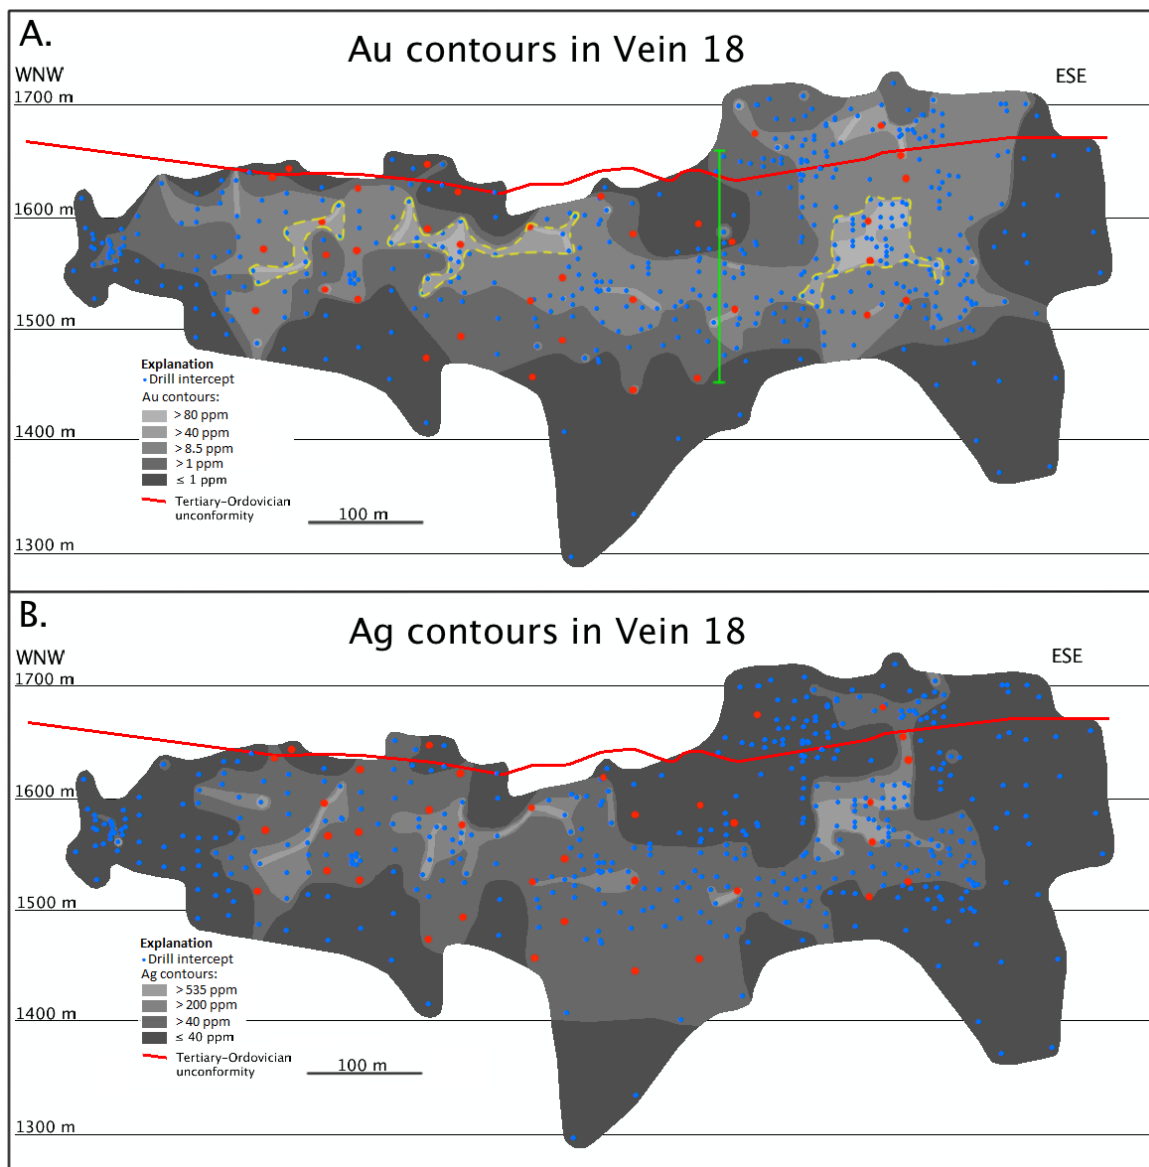 A.
Au contours in Vein 18
WNW
ESE
1700 m
1600 m
1500 m
Explanation
Drill intercept
Au contours:
>80 ppm
>40 ppm
>8.5 ppm
>1 ppm
≤ 1 ppm
Tertiary-Ordovician
unconformity
1400 m
100 m
1300 m
B.
Ag contours in Vein 18
WNW
ESE
1700 m
1600 m
1500 m
Explanation
Drill intercept
Ag contours:
>535 ppm
>200 ppm
>40 ppm
≤ 40 ppm
Tertiary-Ordovician
unconformity
1400 m
100 m
1300 m